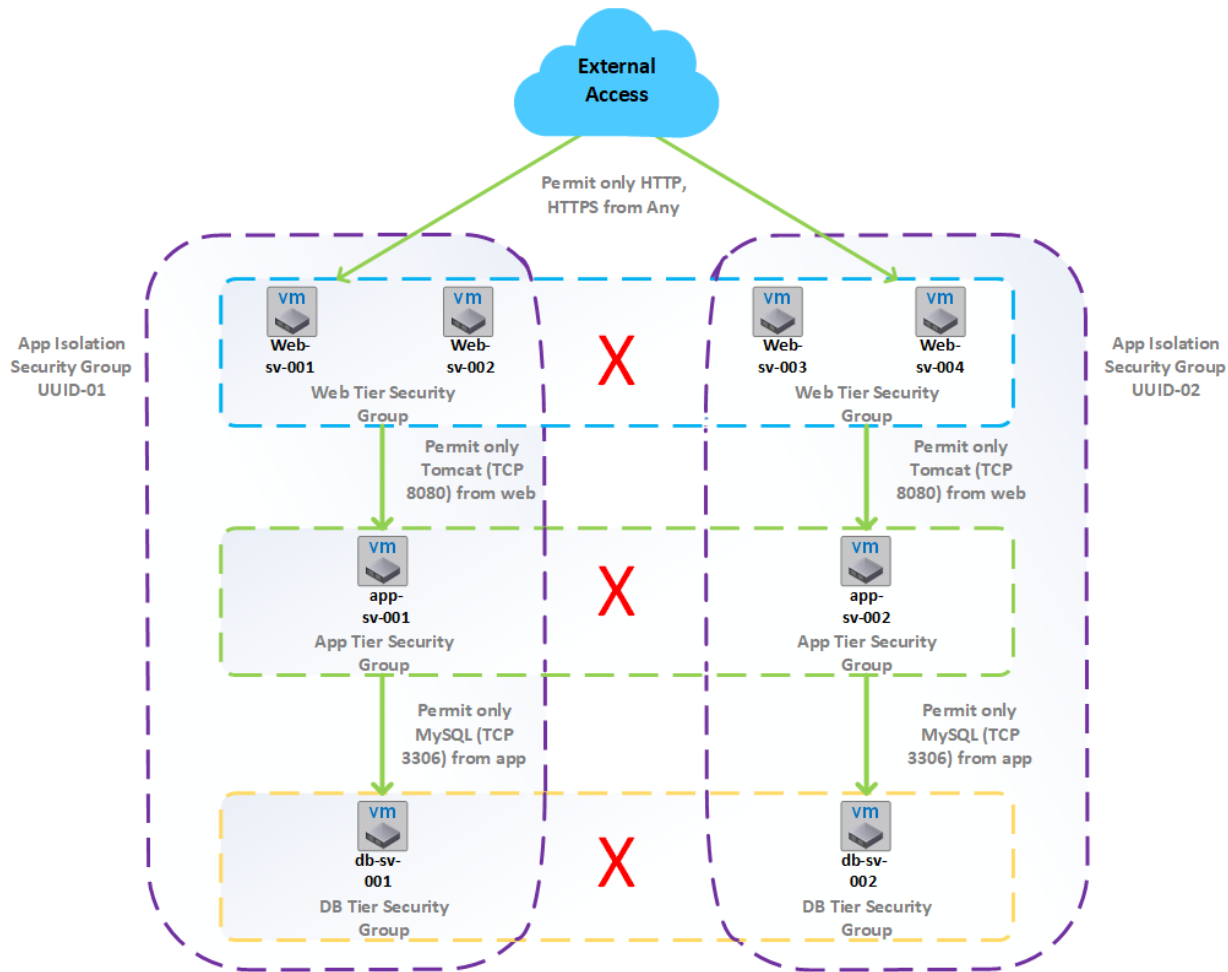 External
Access
Permit only HTTP,
HTTPS from Any
App Isolation
Security Group
UUID-01
vm
Web-
sv-001
vm
Web-
sv-002
Web Tier Security
Group
X
vm
Web-
sv-003
vm
Web-
sv-004
Web Tier Security
Group
App Isolation
Security Group
UUID-02
Permit only
Tomcat (TCP
8080) from web
Permit only
Tomcat (TCP
8080) from web
vm
app-
sv-001
App Tier Security
Group
X
vm
app-
sv-002
App Tier Security
Group
Permit only
MySQL (TCP
3306) from app
Permit only
MySQL (TCP
3306) from app
vm
db-sv-
001
DB Tier Security
Group
X
vm
db-sv-
002
DB Tier Security
Group